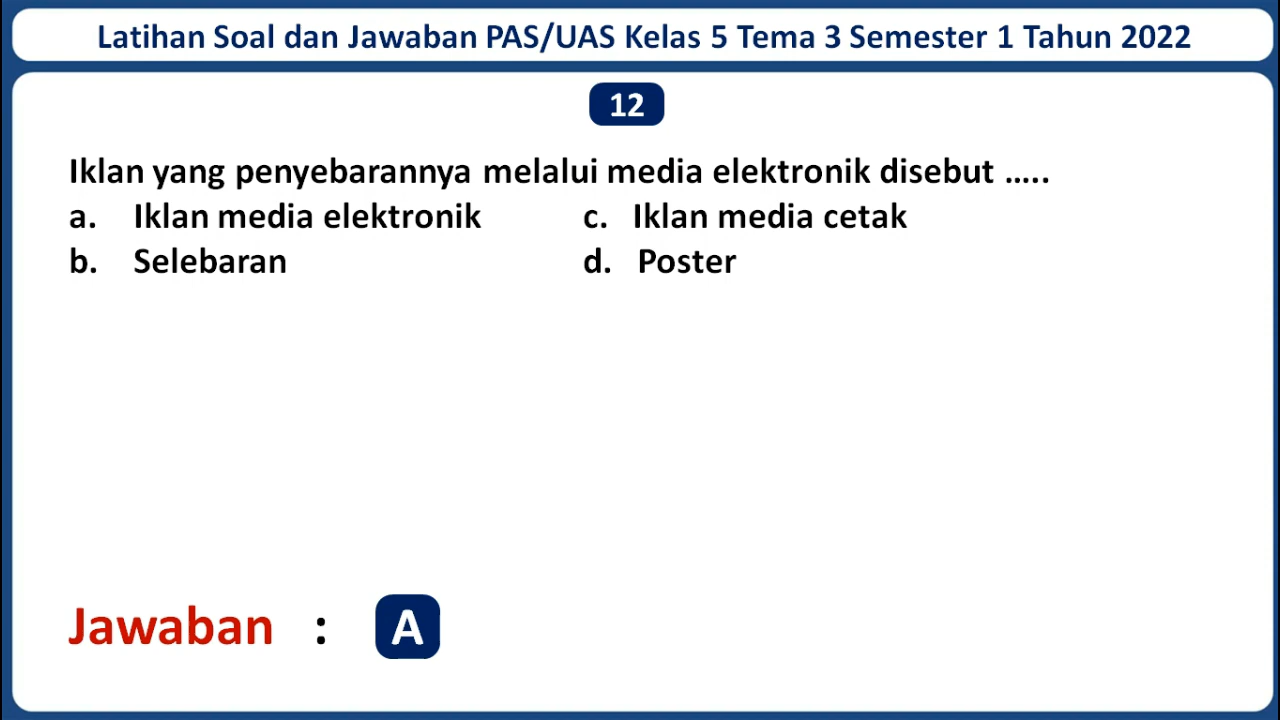 Latihan Soal dan Jawaban PAS/UAS Kelas 5 Tema 3 Semester 1 Tahun 2022
12
Iklan yang penyebarannya melalui media elektronik disebut .....
a. Iklan media elektronik c. Iklan media cetak
b. Selebaran d. Poster
Jawaban : A